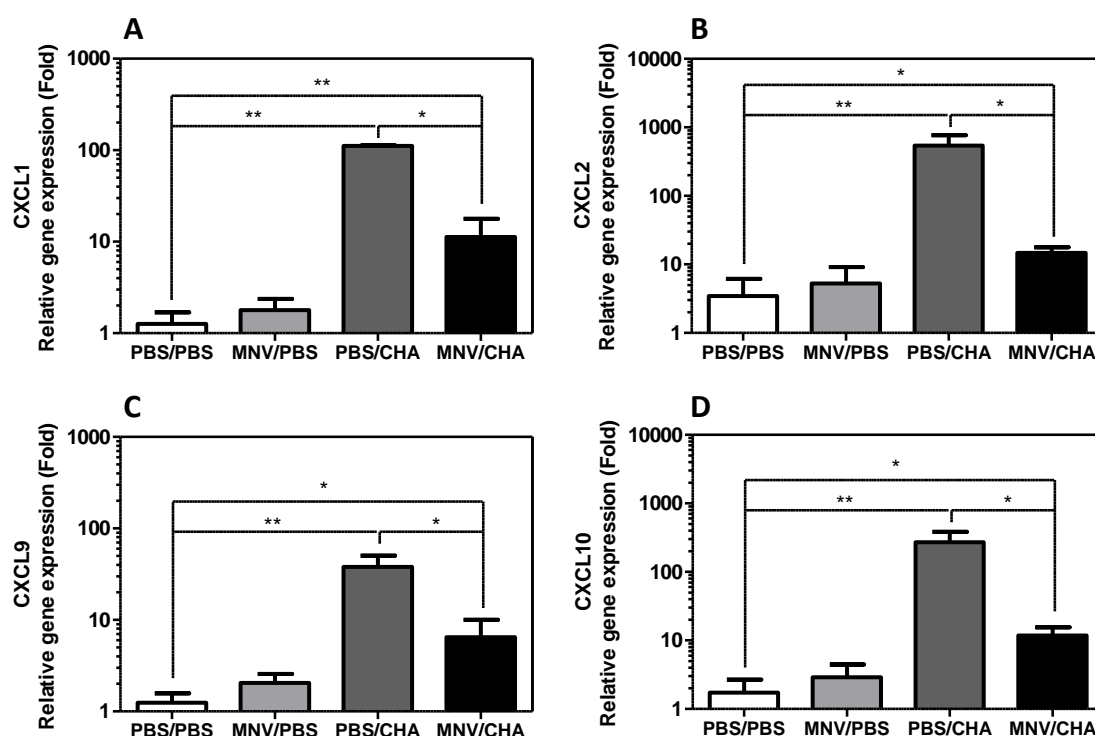 A
CXCL1
Relative gene expression (Fold)
1000
100
10
1
**
**
*
PBS/PBS MNV/PBS PBS/CHA MNV/CHA
B
CXCL2
Relative gene expression (Fold)
10000
1000
100
10
1
*
**
*
PBS/PBS MNV/PBS PBS/CHA MNV/CHA
C
CXCL9
Relative gene expression (Fold)
1000
100
10
1
*
**
*
PBS/PBS MNV/PBS PBS/CHA MNV/CHA
D
CXCL10
Relative gene expression (Fold)
10000
1000
100
10
1
*
**
*
PBS/PBS MNV/PBS PBS/CHA MNV/CHA